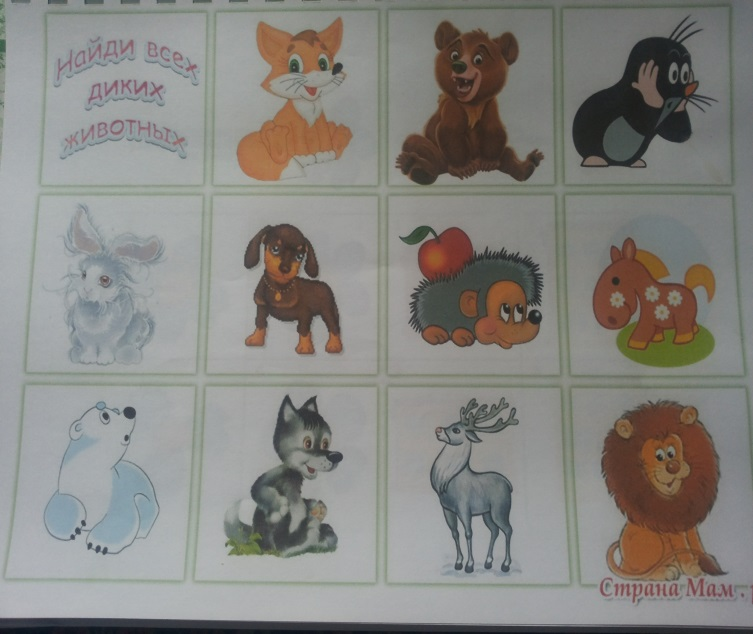 Найди всех
диких
животных
Страна Мам